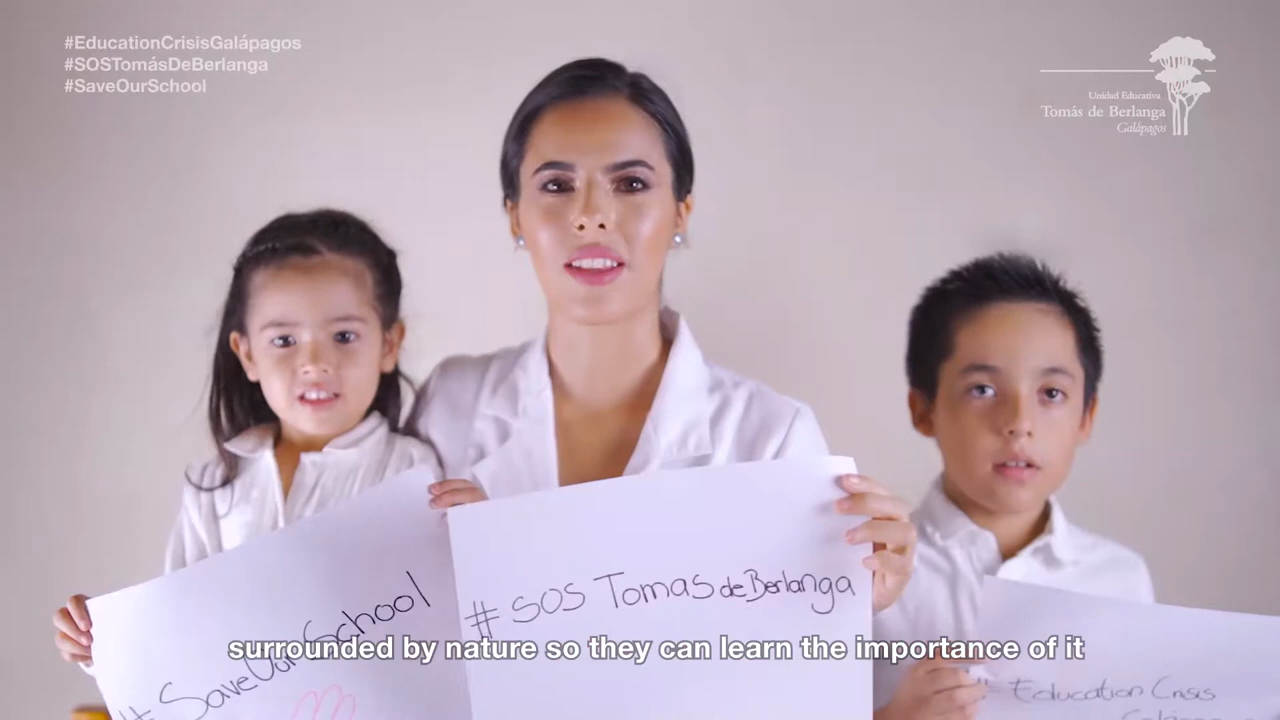 #EducationCrisisGalápagos
#SOSTomásDeBerlanga
#SaveOurSchool
Unidad Educativa
Tomás de Berlanga
Galápagos
#SaveOurSchool
#SOS Tomas de Berlanga
# Education Crisis
surrounded by nature so they can learn the importance of it